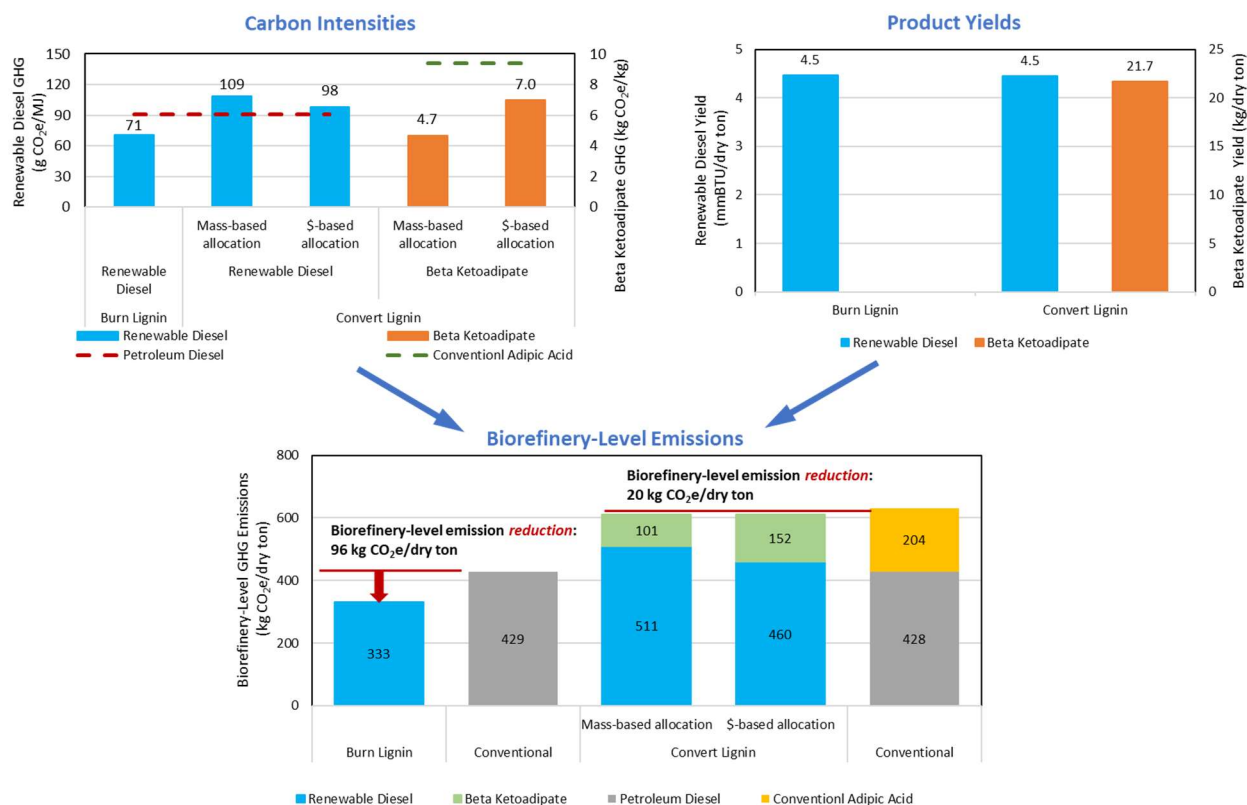 Carbon Intensities
Renewable Diesel GHG
(g CO₂e/MJ)
150
120
90
60
30
0
71
109
98
4.7
7.0
10
8
6
4
2
0
Beta Ketoadipate GHG (kg CO₂e/kg)
Mass-based
allocation
$-based
allocation
Mass-based
allocation
$-based
allocation
Renewable
Diesel
Renewable Diesel
Beta Ketoadipate
Burn Lignin
Convert Lignin
Renewable Diesel
Beta Ketoadipate
Petroleum Diesel
Conventionl Adipic Acid
Product Yields
Renewable Diesel Yield
(mmBTU/dry ton)
5
4
3
2
1
0
4.5
4.5
21.7
25
20
15
10
5
0
Beta Ketoadipate Yield (kg/dry ton)
Burn Lignin
Convert Lignin
Renewable Diesel
Beta Ketoadipate
Biorefinery-Level Emissions
Biorefinery-Level GHG Emissions
(kg CO₂e/dry ton)
800
600
400
200
0
Biorefinery-level emission reduction:
96 kg CO₂e/dry ton
Biorefinery-level emission reduction:
20 kg CO₂e/dry ton
333
429
101
511
152
460
204
428
Mass-based allocation
$-based allocation
Burn Lignin
Conventional
Convert Lignin
Conventional
Renewable Diesel
Beta Ketoadipate
Petroleum Diesel
Conventionl Adipic Acid